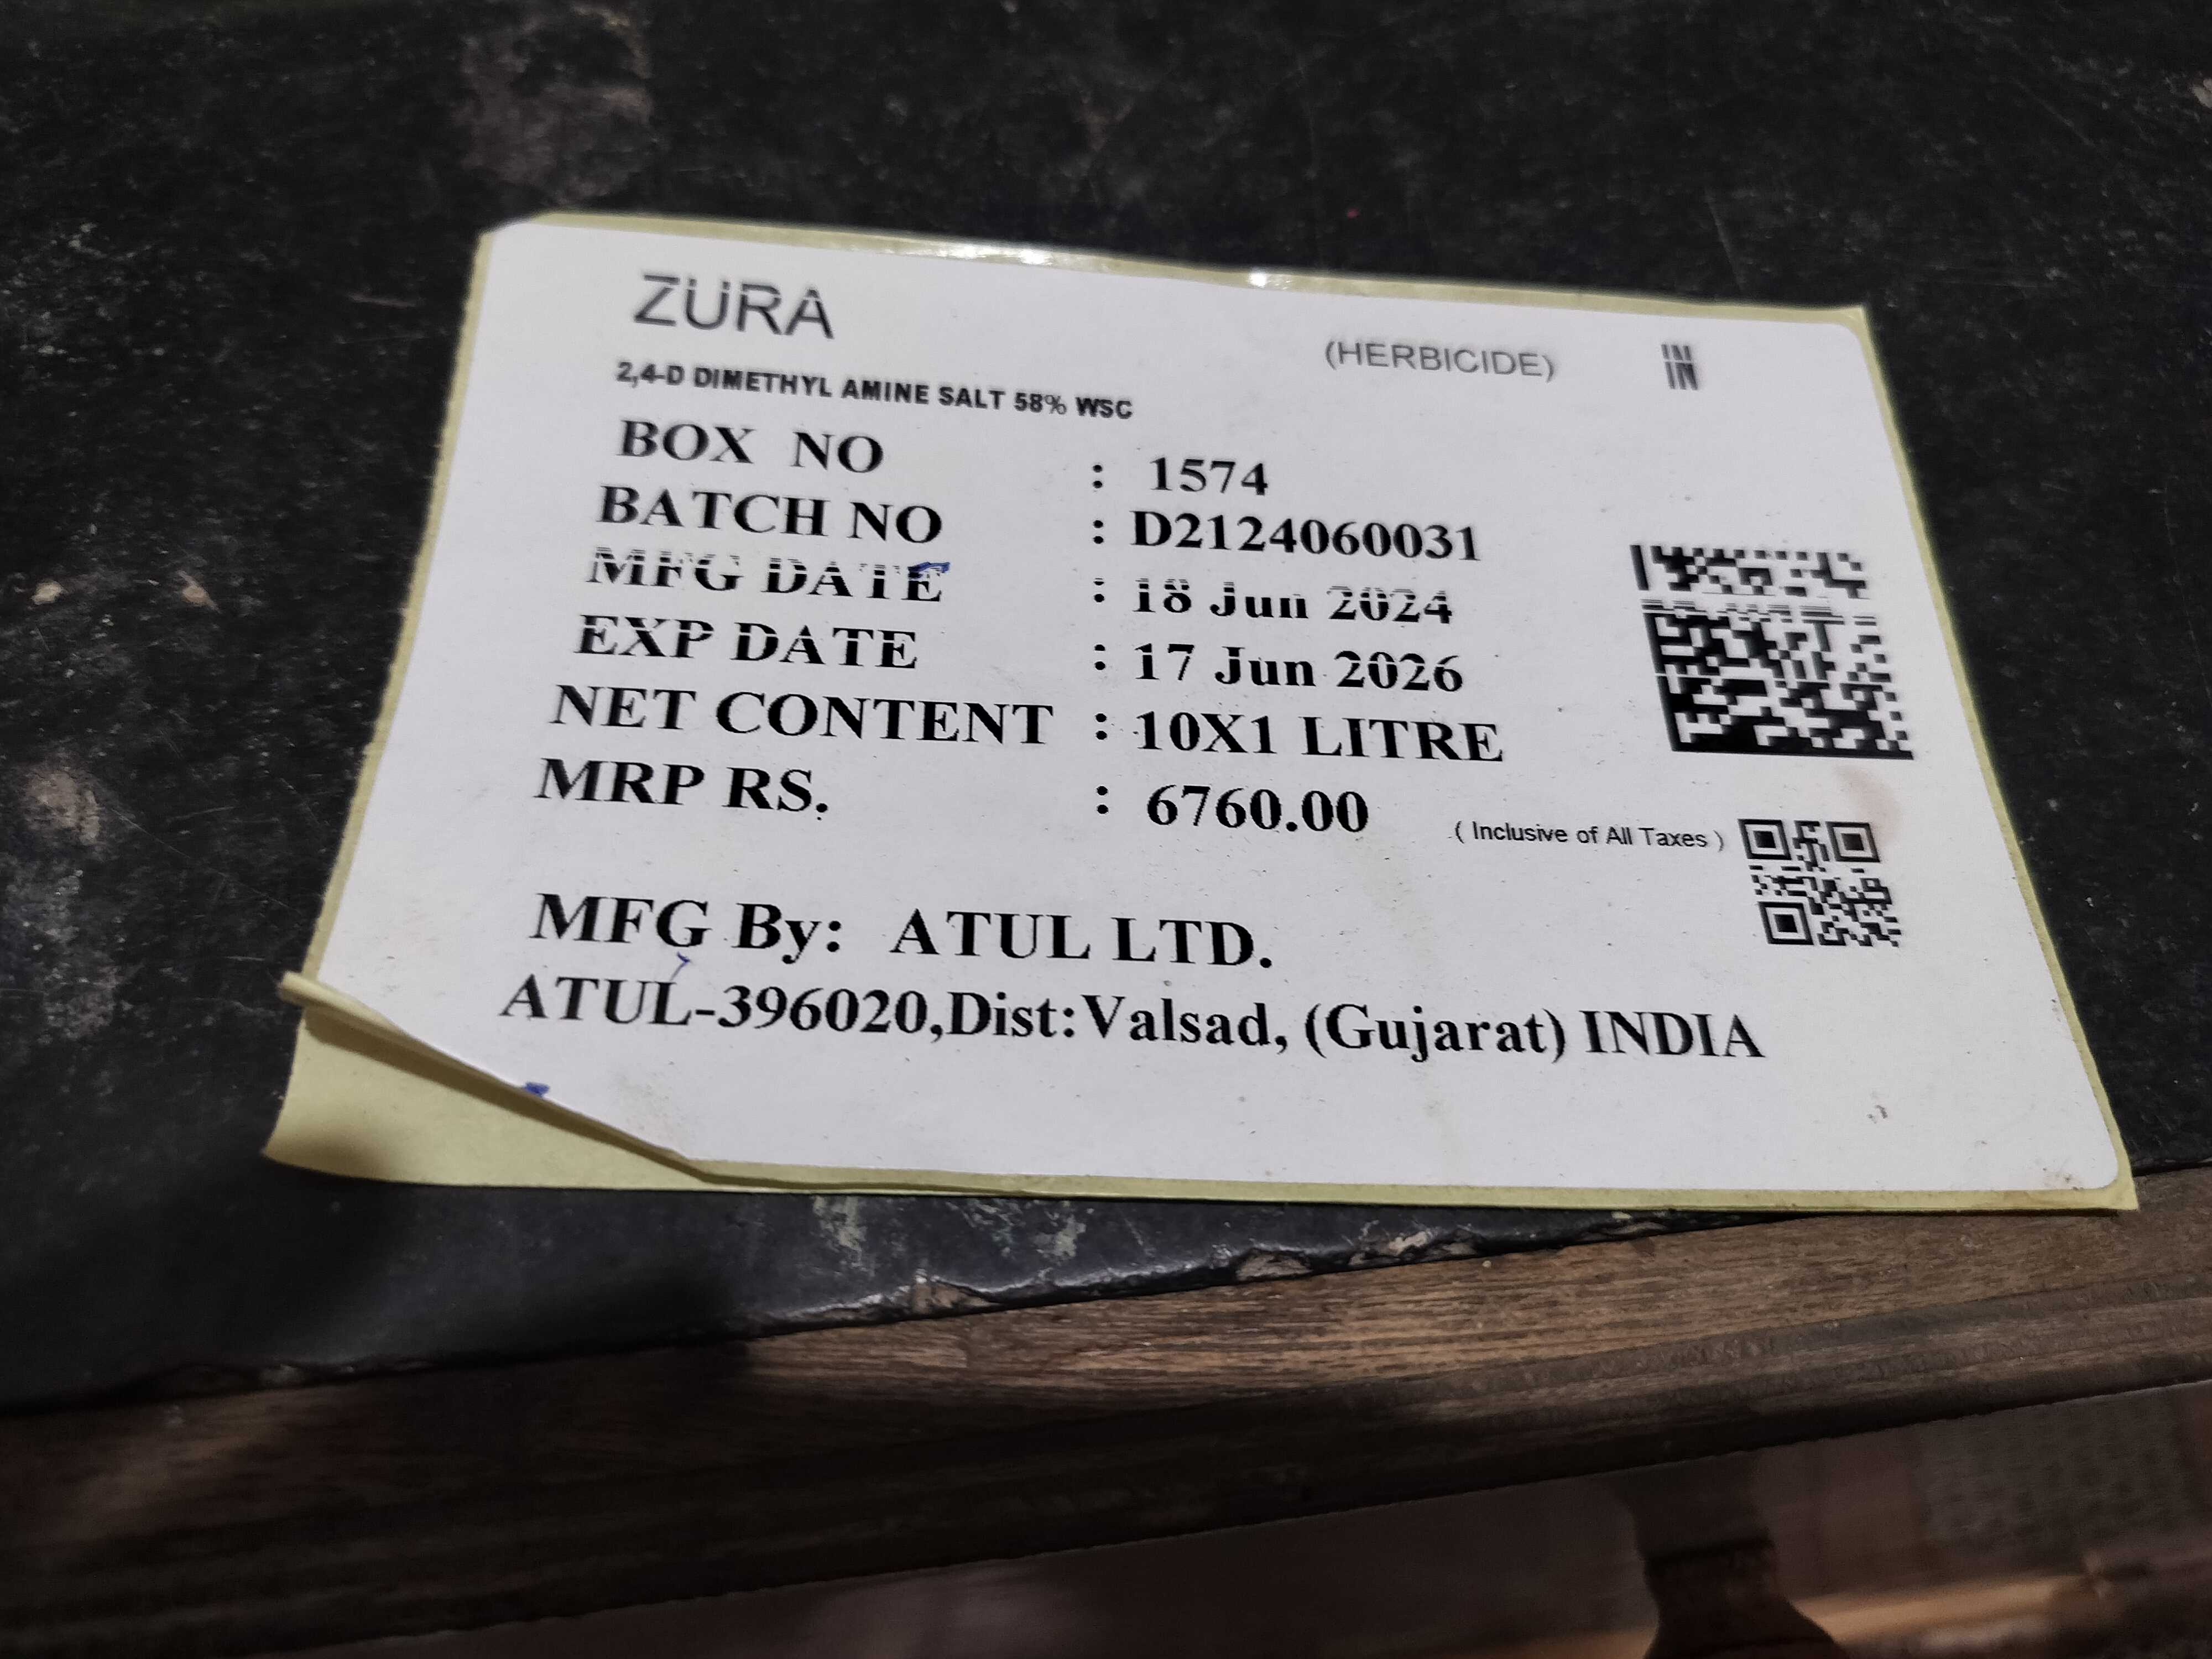 ZURA
(HERBICIDE) IN
2,4-D DIMETHYL AMINE SALT 58% WSC
BOX NO : 1574
BATCH NO : D2124060031
MFG DATE : 18 Jun 2024
EXP DATE : 17 Jun 2026
NET CONTENT : 10X1 LITRE
MRP RS. : 6760.00 ( Inclusive of All Taxes )
MFG By: ATUL LTD.
ATUL-396020,Dist:Valsad, (Gujarat) INDIA